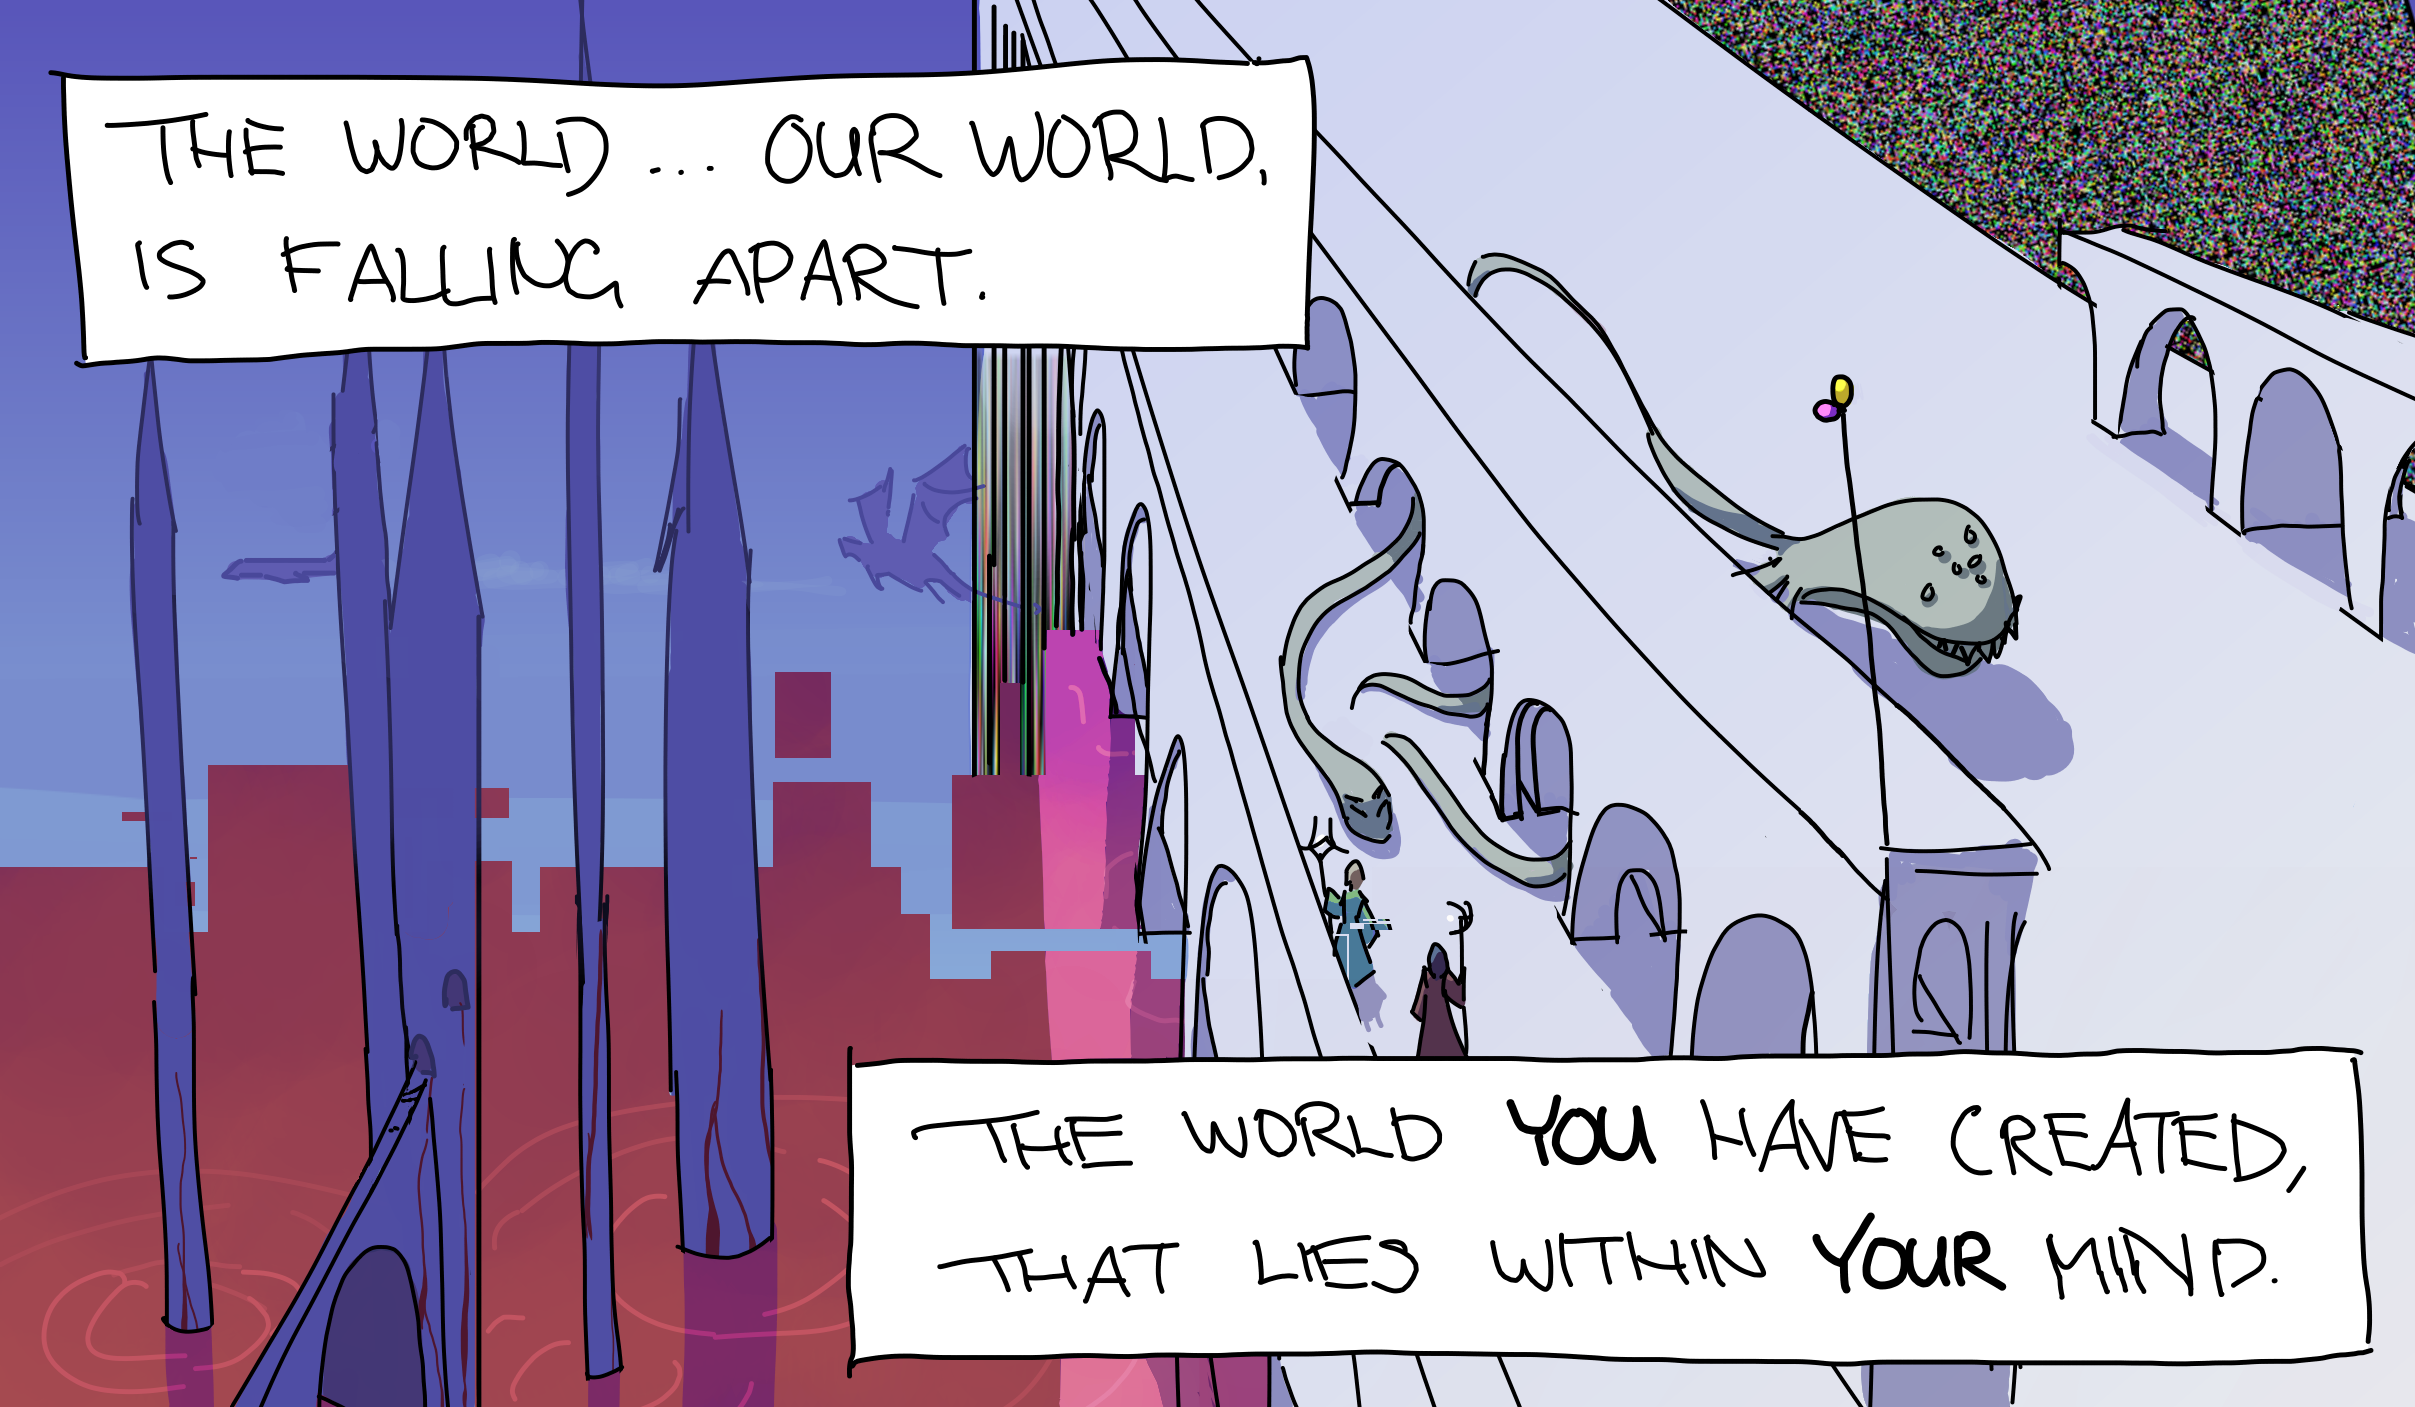 THE WORLD... OUR WORLD,
IS FALLING APART.
THE WORLD YOU HAVE CREATED,
THAT LIES WITHIN YOUR MIND.